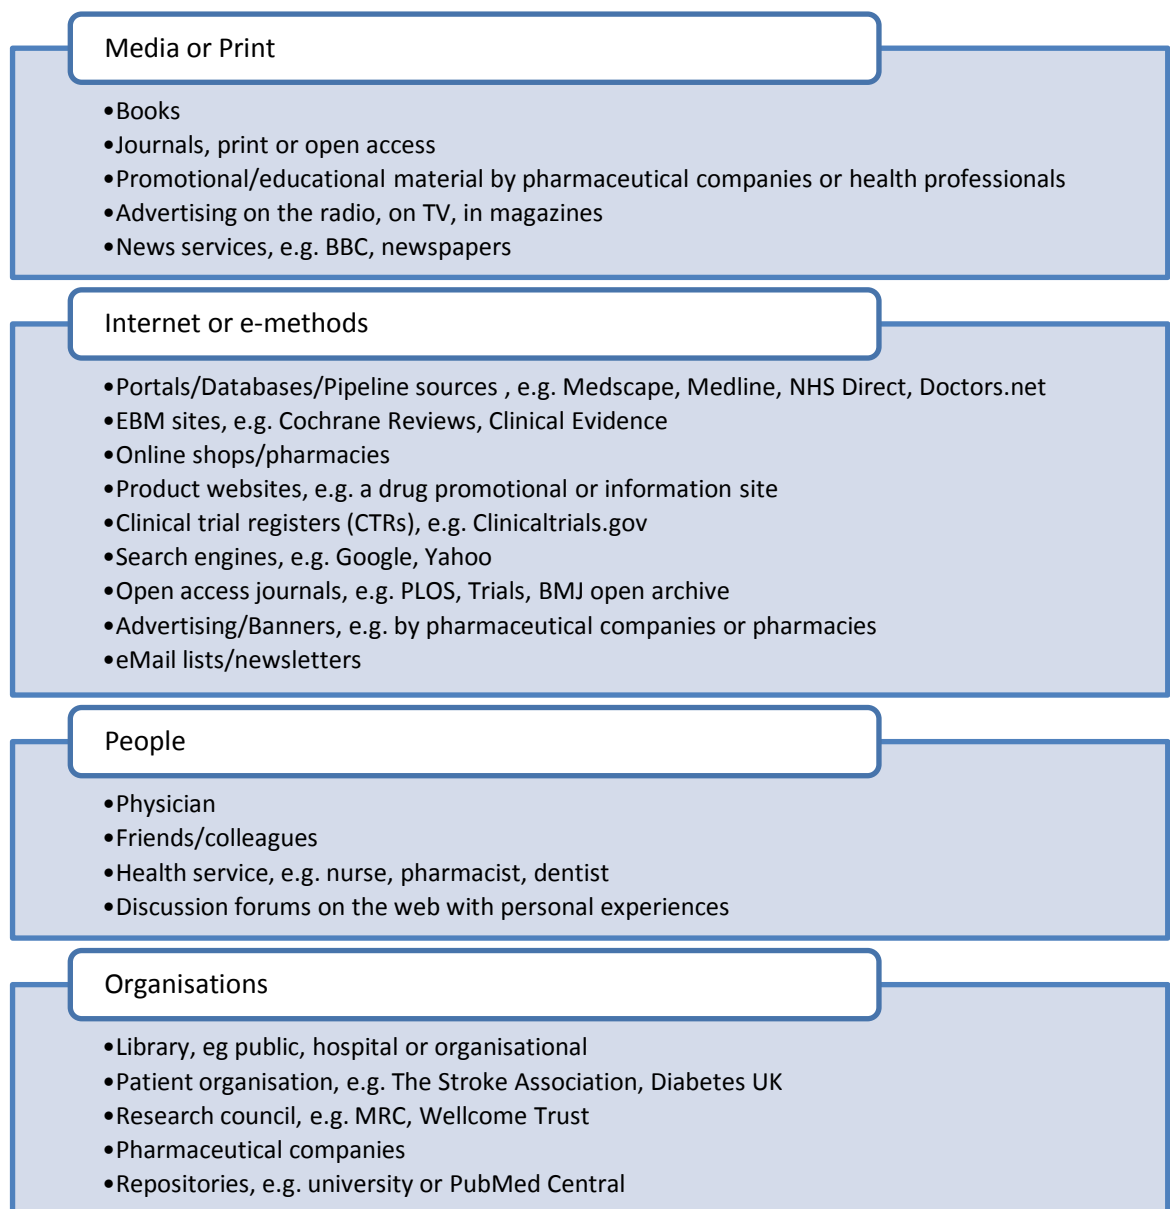 Media or Print
•Books
•Journals, print or open access
•Promotional/educational material by pharmaceutical companies or health professionals
•Advertising on the radio, on TV, in magazines
•News services, e.g. BBC, newspapers
Internet or e-methods
•Portals/Databases/Pipeline sources , e.g. Medscape, Medline, NHS Direct, Doctors.net
•EBM sites, e.g. Cochrane Reviews, Clinical Evidence
•Online shops/pharmacies
•Product websites, e.g. a drug promotional or information site
•Clinical trial registers (CTRs), e.g. Clinicaltrials.gov
•Search engines, e.g. Google, Yahoo
•Open access journals, e.g. PLOS, Trials, BMJ open archive
•Advertising/Banners, e.g. by pharmaceutical companies or pharmacies
•eMail lists/newsletters
People
•Physician
•Friends/colleagues
•Health service, e.g. nurse, pharmacist, dentist
•Discussion forums on the web with personal experiences
Organisations
•Library, eg public, hospital or organisational
•Patient organisation, e.g. The Stroke Association, Diabetes UK
•Research council, e.g. MRC, Wellcome Trust
•Pharmaceutical companies
•Repositories, e.g. university or PubMed Central